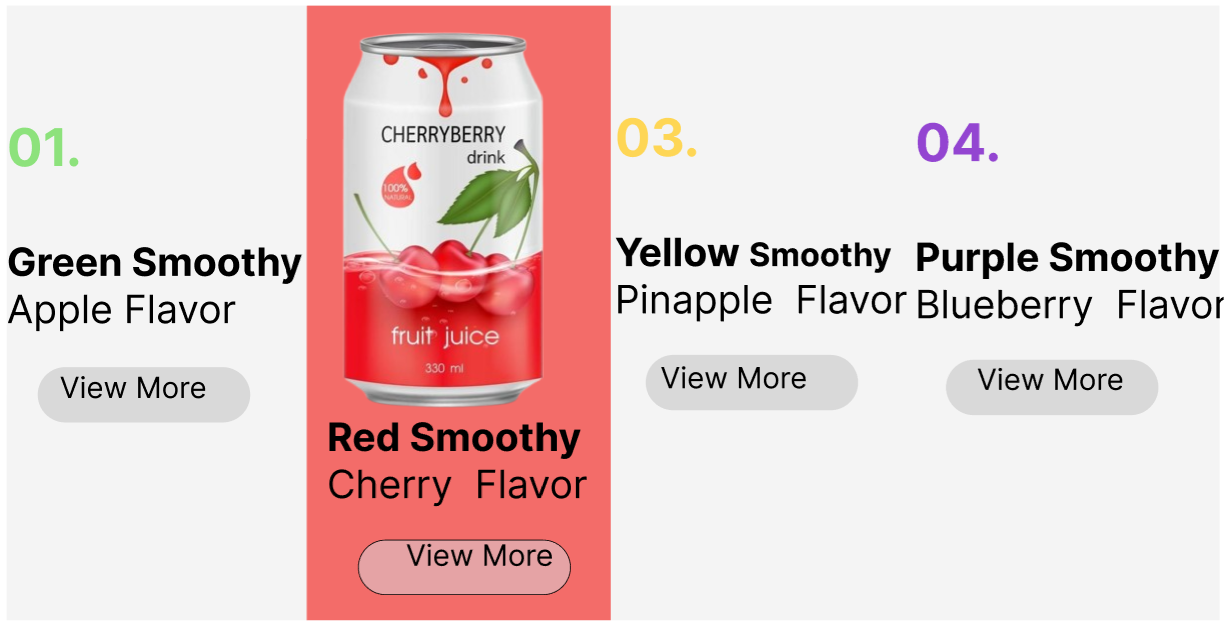 01.
Green Smoothy
Apple Flavor
View More
CHERRYBERRY
drink
100%
NATURAL
fruit juice
330 ml
Red Smoothy
Cherry Flavor
View More
03.
Yellow Smoothy
Pinapple Flavor
View More
04.
Purple Smoothy
Blueberry Flavor
View More